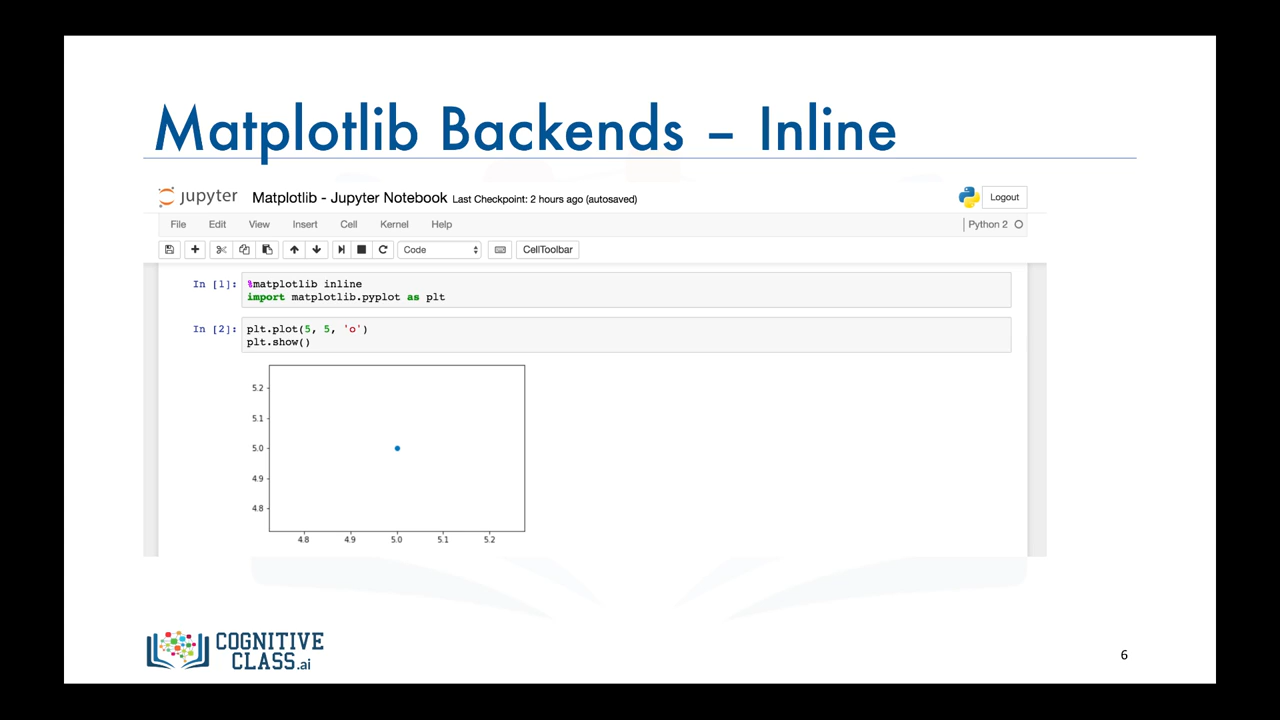 Matplotlib Backends – Inline
jupyter Matplotlib - Jupyter Notebook Last Checkpoint: 2 hours ago (autosaved) Logout
File Edit View Insert Cell Kernel Help Python 2
Code CellToolbar
In [1]: %matplotlib inline
import matplotlib.pyplot as plt
In [2]: plt.plot(5, 5, 'o')
plt.show()
5.2
5.1
5.0
4.9
4.8
4.8 4.9 5.0 5.1 5.2
COGNITIVE
CLASS.ai
6